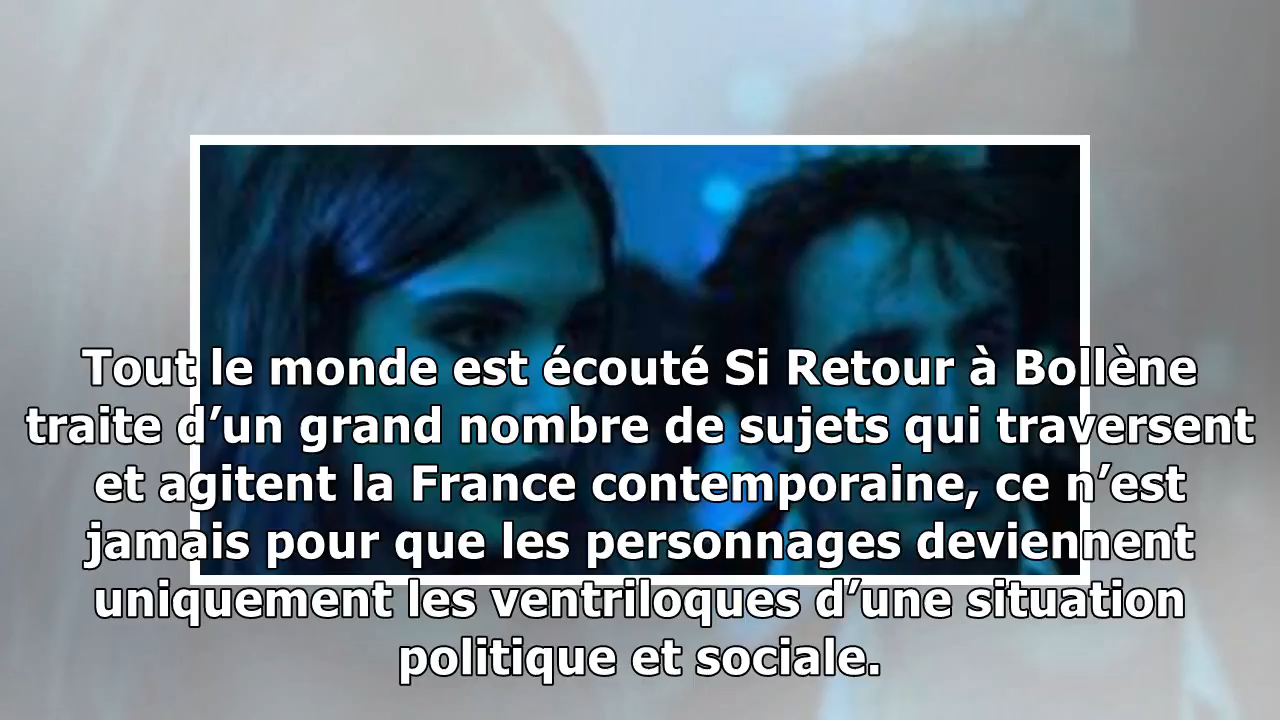 Tout le monde est écouté Si Retour à Bollène
traite d’un grand nombre de sujets qui traversent
et agitent la France contemporaine, ce n’est
jamais pour que les personnages deviennent
uniquement les ventriloques d’une situation
politique et sociale.